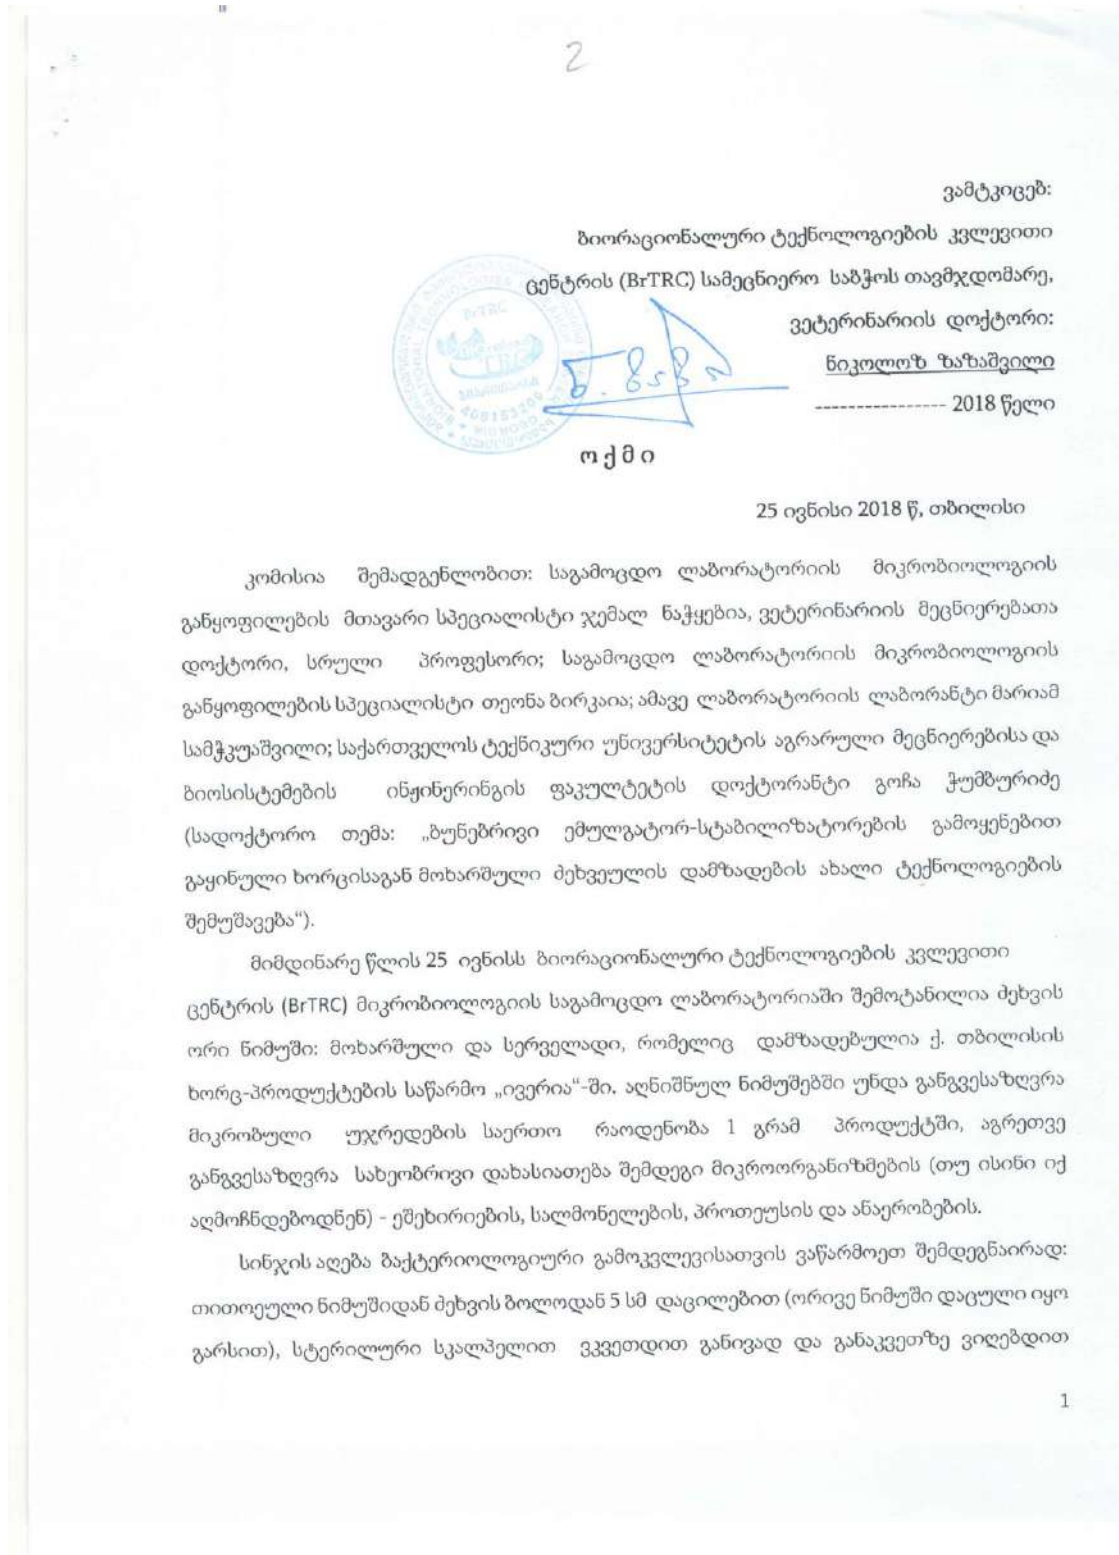 2
ვამტკიცებ:
ბიორაციონალური ტექნოლოგიების კვლევითი
ცენტრის (BrTRC) სამეცნიერო საბჭოს თავმჯდომარე,
ვეტერინარიის დოქტორი:
ნიკოლოზ ზაზაშვილი
---------------- 2018 წელი
BrTRC
ო ქ მ ი
25 ივნისი 2018 წ, თბილისი
კომისია შემადგენლობით: საგამოცდო ლაბორატორიის მიკრობიოლოგიის
განყოფილების მთავარი სპეციალისტი ჯემალ ნაჭყებია, ვეტერინარიის მეცნიერებათა
დოქტორი, სრული პროფესორი; საგამოცდო ლაბორატორიის მიკრობიოლოგიის
განყოფილების სპეციალისტი თეონა ბირკაია; ამავე ლაბორატორიის ლაბორანტი მარიამ
სამჭკუაშვილი; საქართველოს ტექნიკური უნივერსიტეტის აგრარული მეცნიერებისა და
ბიოსისტემების ინჟინერინგის ფაკულტეტის დოქტორანტი გოჩა ჭუმბურიძე
(სადოქტორო თემა: „ბუნებრივი ემულგატორ-სტაბილიზატორების გამოყენებით
გაყინული ხორცისაგან მოხარშული ძეხვეულის დამზადების ახალი ტექნოლოგიების
შემუშავება“).
მიმდინარე წლის 25 ივნისს ბიორაციონალური ტექნოლოგიების კვლევითი
ცენტრის (BrTRC) მიკრობიოლოგიის საგამოცდო ლაბორატორიაში შემოტანილია ძეხვის
ორი ნიმუში: მოხარშული და სერველადი, რომელიც დამზადებულია ქ. თბილისის
ხორც-პროდუქტების საწარმო „ივერია“-ში. აღნიშნულ ნიმუშებში უნდა განგვესაზღვრა
მიკრობული უჯრედების საერთო რაოდენობა 1 გრამ პროდუქტში, აგრეთვე
განგვესაზღვრა სახეობრივი დახასიათება შემდეგი მიკროორგანიზმების (თუ ისინი იქ
აღმოჩნდებოდნენ) - ეშეხირიების, სალმონელების, პროთეუსის და ანაერობების.
სინჯის აღება ბაქტერიოლოგიური გამოკვლევისათვის ვაწარმოეთ შემდეგნაირად:
თითოეული ნიმუშიდან ძეხვის ბოლოდან 5 სმ დაცილებით (ორივე ნიმუში დაცული იყო
გარსით), სტერილური სკალპელით ვკვეთდით განივად და განაკვეთზე ვიღებდით
1